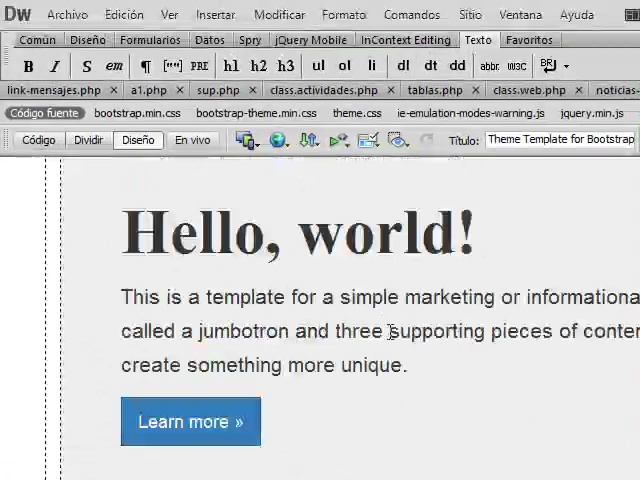 Dw Archivo Edición Ver Insertar Modificar Formato Comandos Sitio Ventana Ayuda
Común Diseño Formularios Datos Spry jQuery Mobile InContext Editing Texto Favoritos
B I S em ¶ [""] PRE h1 h2 h3 ul ol li dl dt dd abbr. W3C BR
link-mensajes.php × a1.php × sup.php × class.actividades.php × tablas.php × class.web.php × noticias-
Código fuente bootstrap.min.css bootstrap-theme.min.css theme.css ie-emulation-modes-warning.js jquery.min.js
Código Dividir Diseño En vivo Título: Theme Template for Bootstrap
Hello, world!
This is a template for a simple marketing or informationa
called a jumbotron and three supporting pieces of conter
create something more unique.
Learn more »